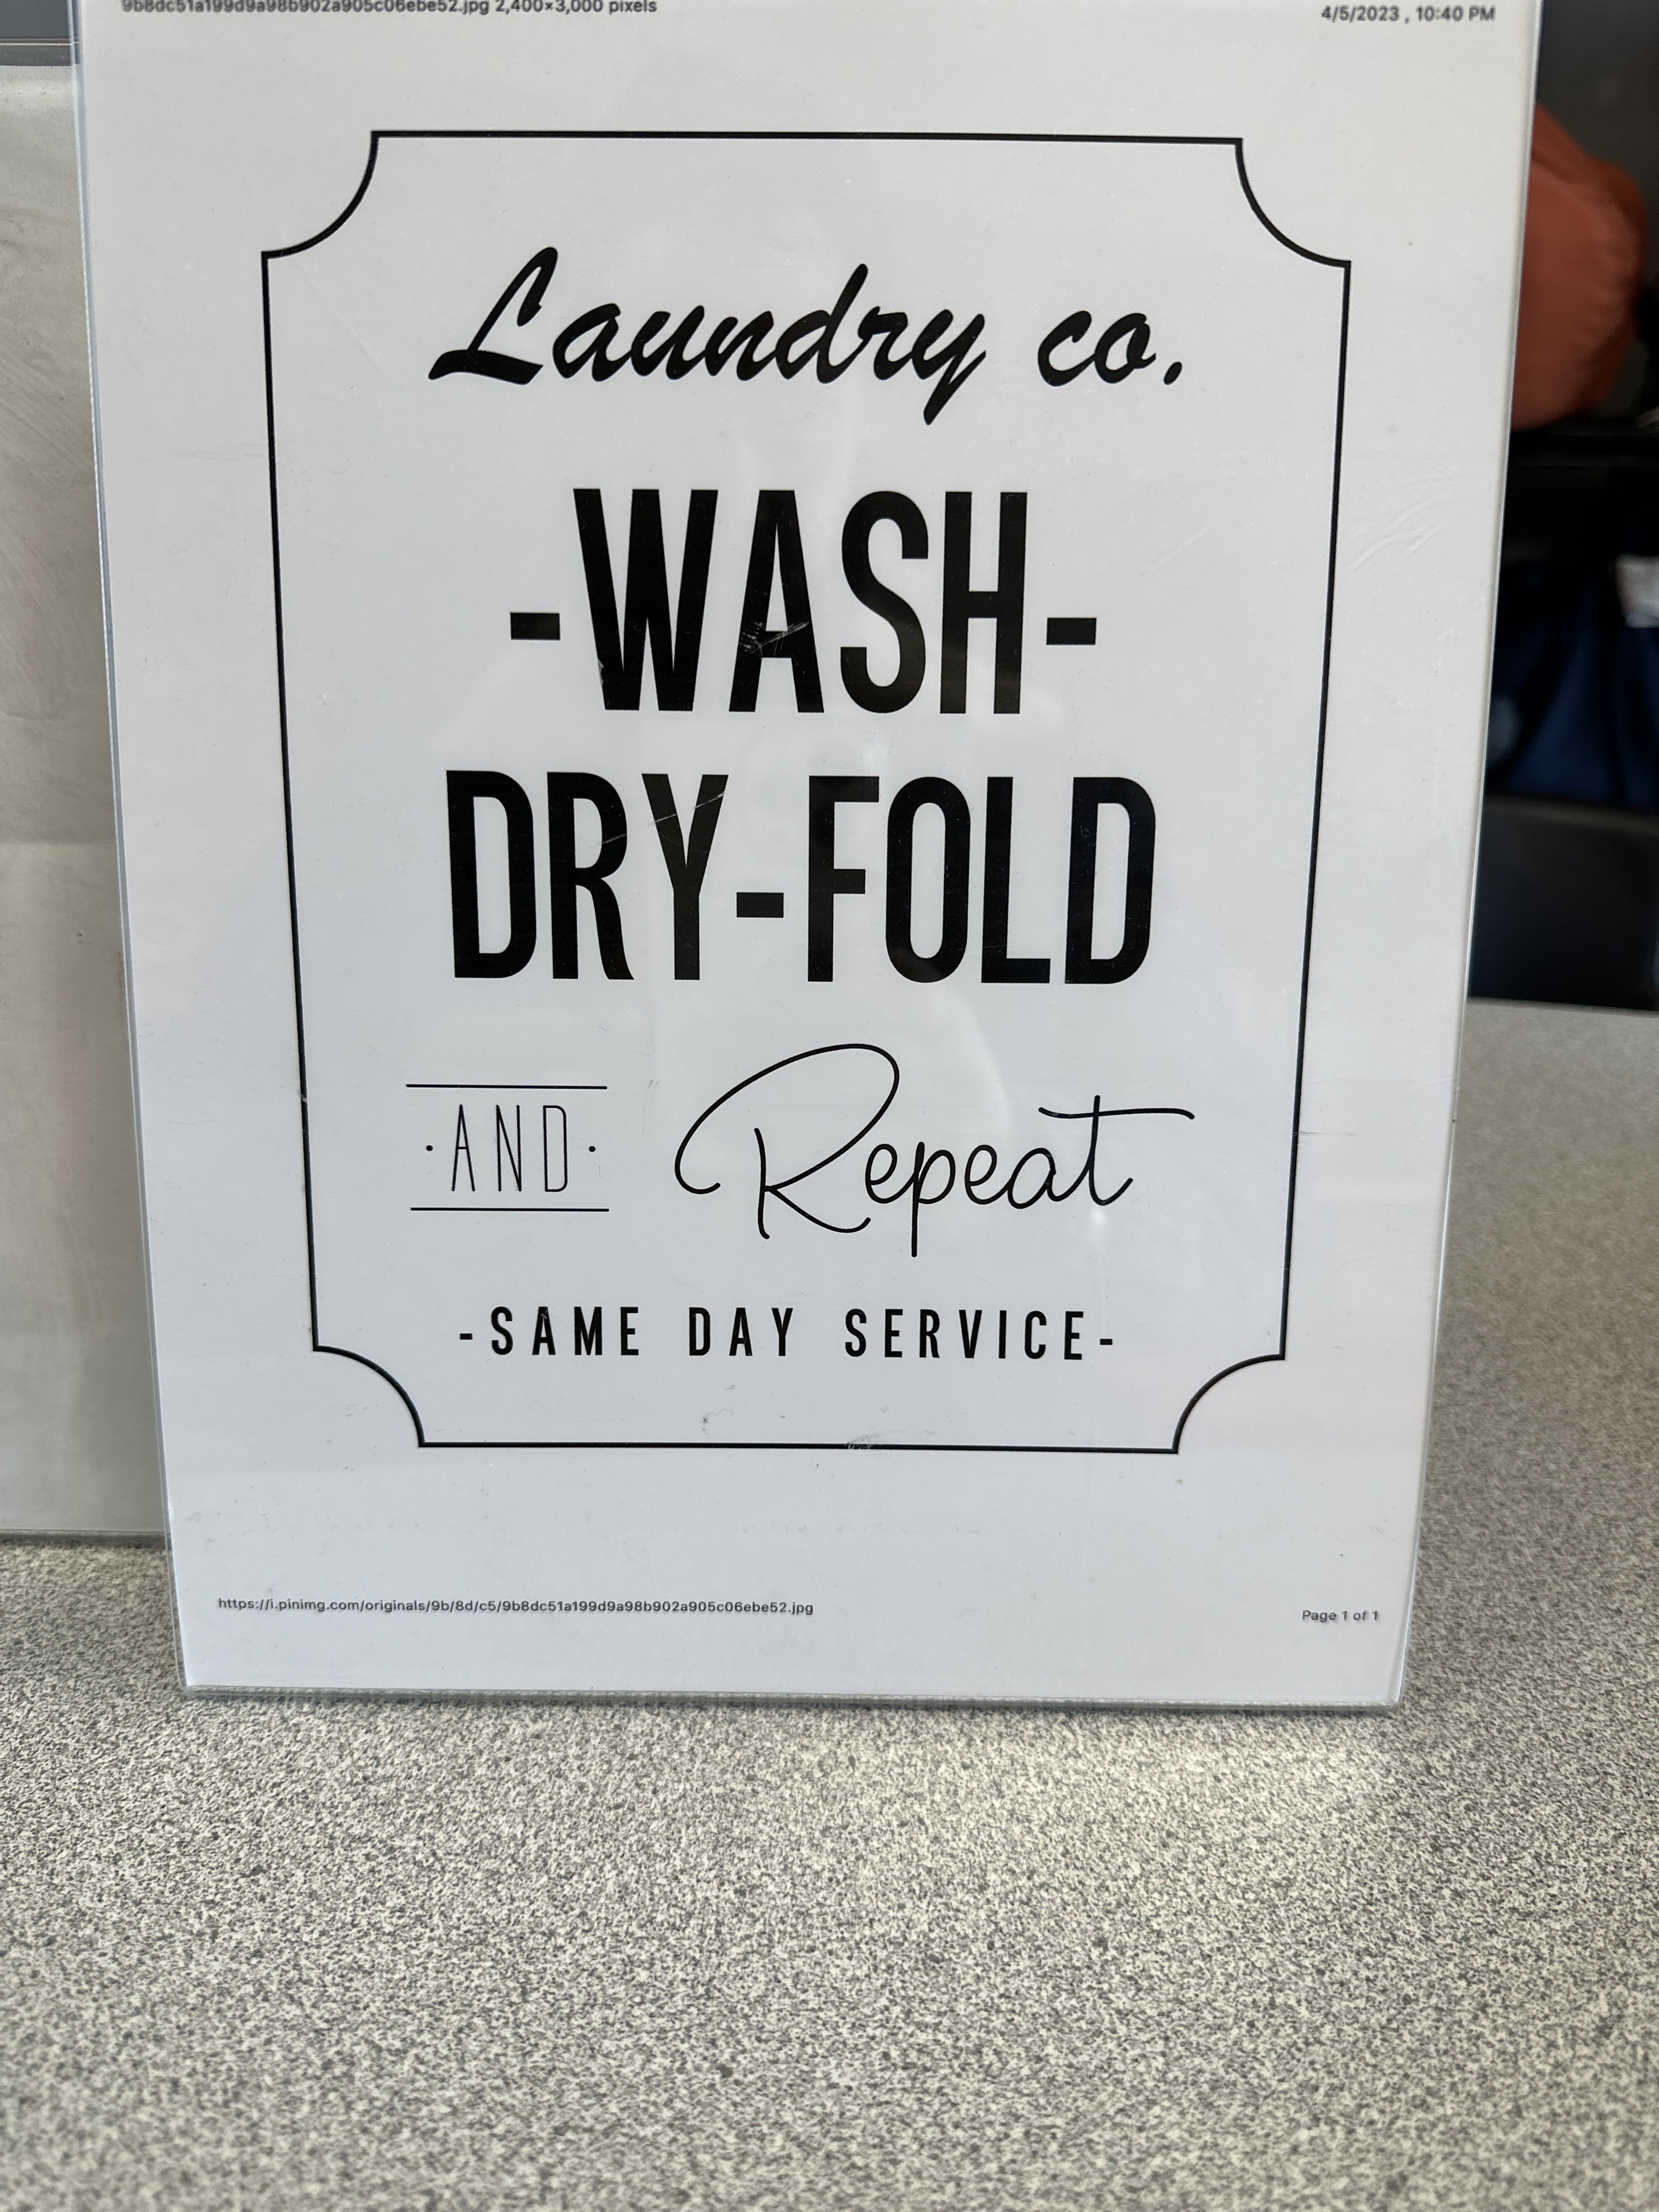 9b8dc51a199d9a98b902a905c06ebe52.jpg 2,400×3,000 pixels
4/5/2023 , 10:40 PM
Laundry co.
-WASH-
DRY-FOLD
·AND· Repeat
-SAME DAY SERVICE-
https://i.pinimg.com/originals/9b/8d/c5/9b8dc51a199d9a98b902a905c06ebe52.jpg
Page 1 of 1